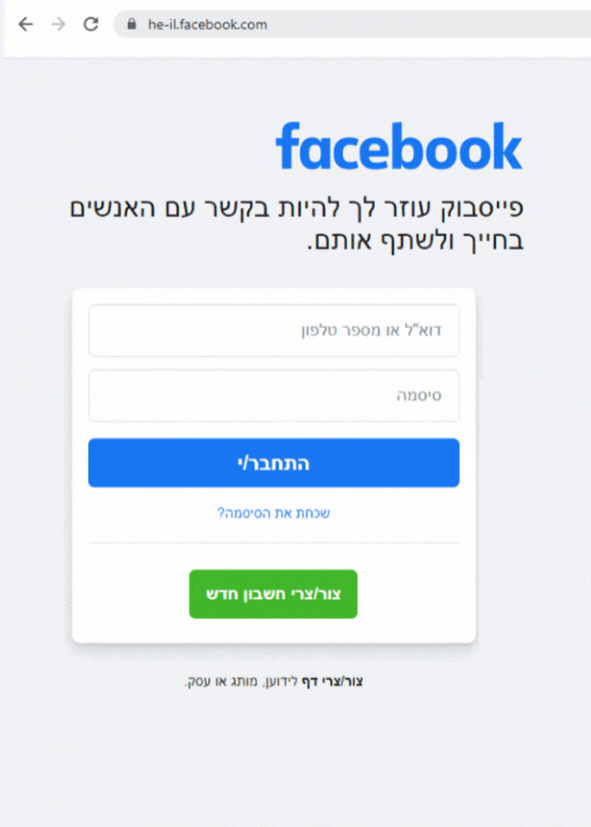 he-il.facebook.com
facebook
פייסבוק עוזר לך להיות בקשר עם האנשים
בחייך ולשתף אותם.
דוא"ל או מספר טלפון
סיסמה
התחבר/י
שכחת את הסיסמה?
צור/צרי חשבון חדש
צור/צרי דף לידוען, מותג או עסק.